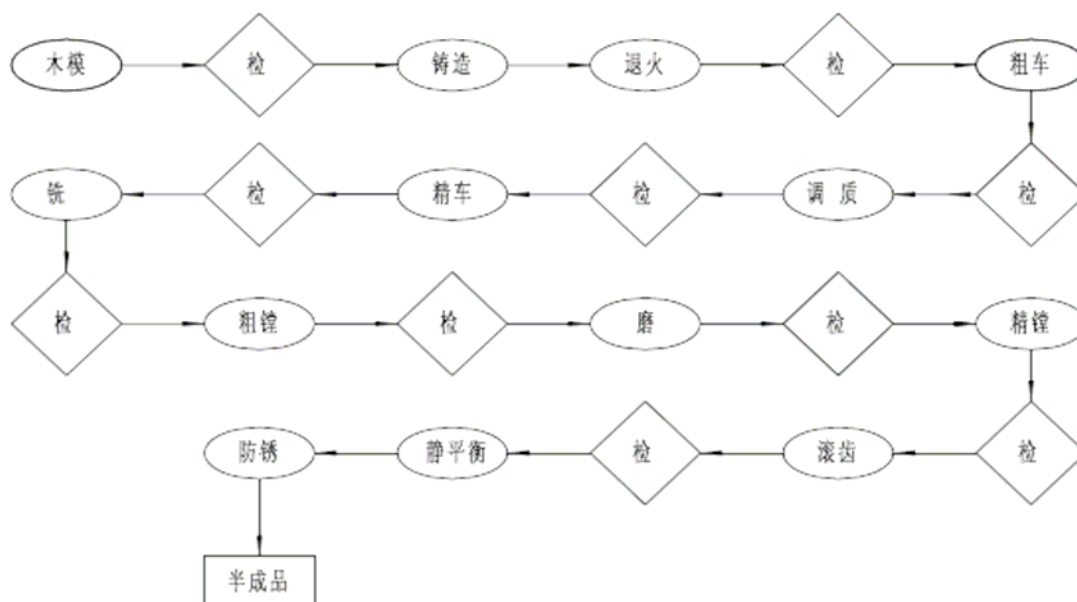 木模 检 铸造 退火 检 粗车
铣 检 精车 检 调 质 检
检 粗镗 检 磨 检 精镗
防锈 静平衡 检 滚齿 检
半成品